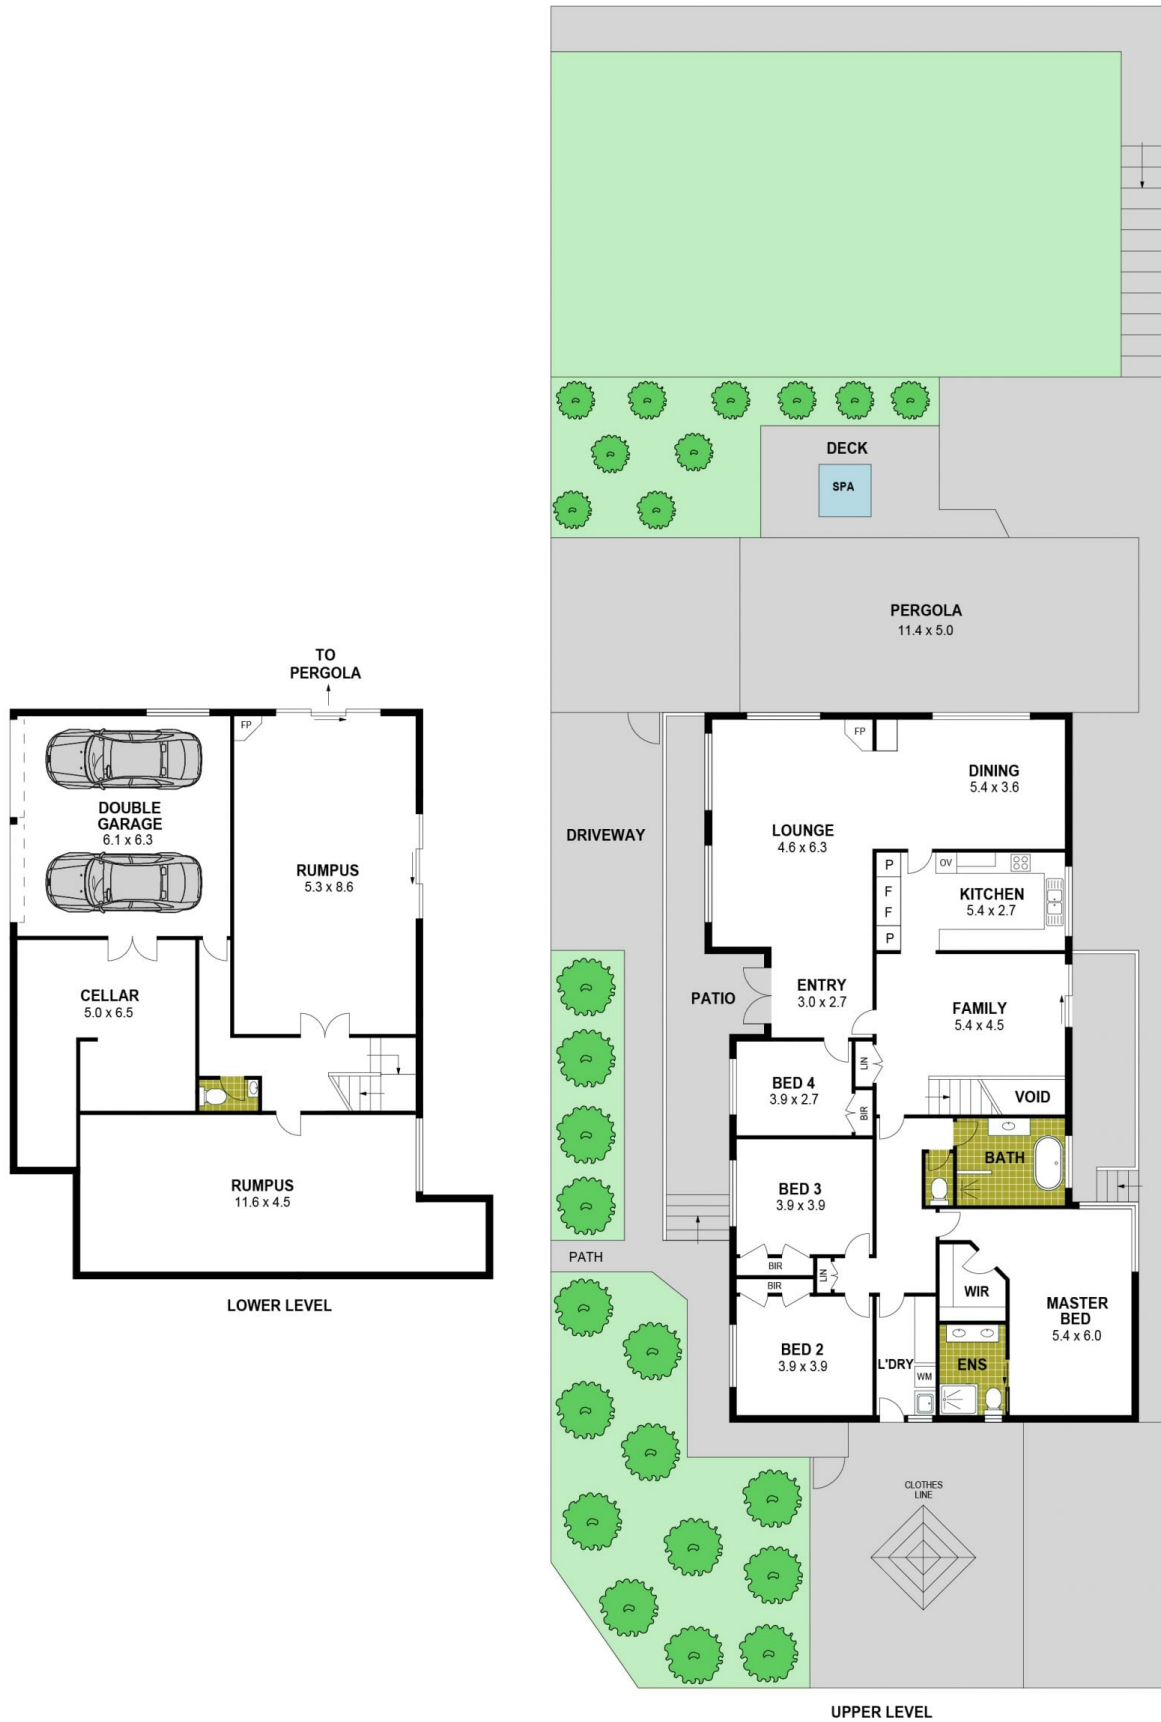 TO
PERGOLA
FP
DOUBLE
GARAGE
6.1 x 6.3
RUMPUS
5.3 x 8.6
CELLAR
5.0 x 6.5
RUMPUS
11.6 x 4.5
LOWER LEVEL
DECK
SPA
PERGOLA
11.4 x 5.0
FP
DINING
5.4 x 3.6
DRIVEWAY
LOUNGE
4.6 x 6.3
P
F
F
P
OV
KITCHEN
5.4 x 2.7
PATIO
ENTRY
3.0 x 2.7
FAMILY
5.4 x 4.5
BED 4
3.9 x 2.7
LIN
BIR
VOID
BATH
BED 3
3.9 x 3.9
PATH
BIR
LIN
BIR
WIR
MASTER
BED
5.4 x 6.0
BED 2
3.9 x 3.9
L'DRY
WM
ENS
CLOTHES
LINE
UPPER LEVEL